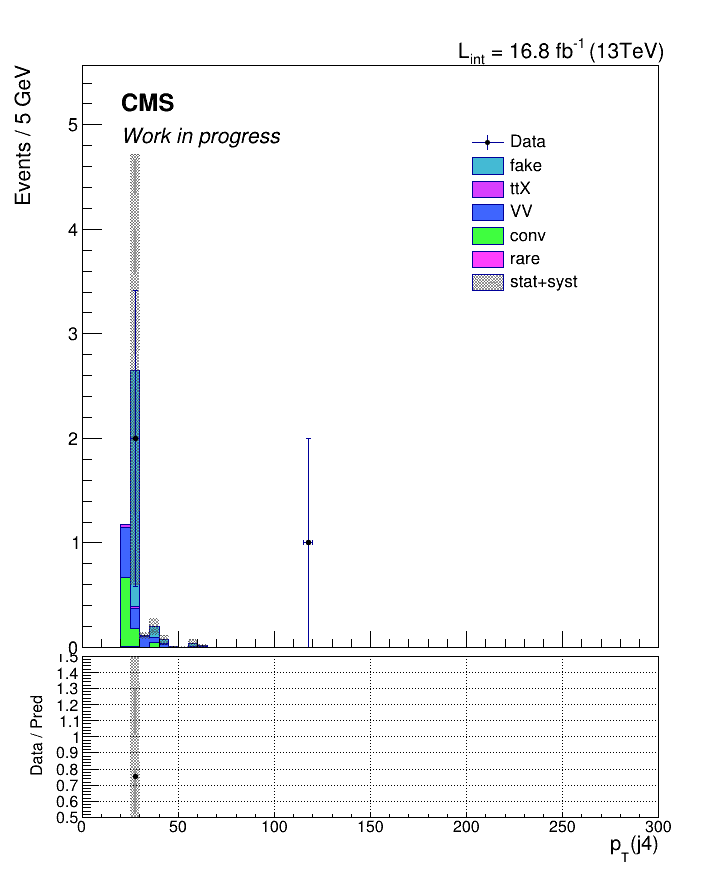 L_int = 16.8 fb^-1 (13TeV)
Events / 5 GeV
CMS
Work in progress
Data
fake
ttX
VV
conv
rare
stat+syst
5
4
3
2
1
0
Data / Pred
1.5
1.4
1.3
1.2
1.1
1
0.9
0.8
0.7
0.6
0.5
0 50 100 150 200 250 300
p_T(j4)